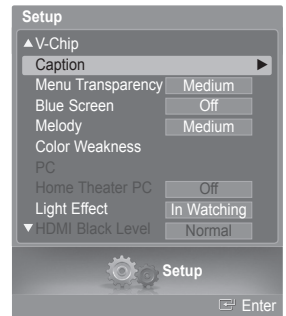 Setup
▲V-Chip
Caption ►
Menu Transparency Medium
Blue Screen Off
Melody Medium
Color Weakness
PC
Home Theater PC Off
Light Effect In Watching
▼HDMI Black Level Normal
Setup
Enter